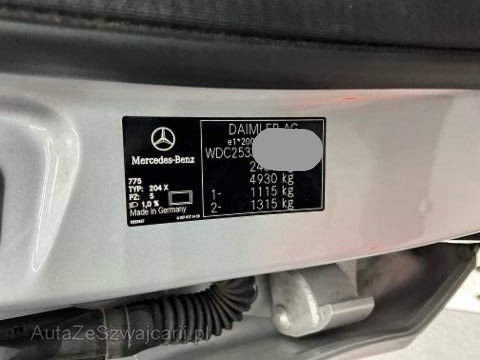 Mercedes-Benz
775
TYP: 204 X
PZ: 5
1,0 %
Made in Germany
DAIMLER AG
e1*200
WDC253
24
4930 kg
1- 1115 kg
2- 1315 kg
AutaZeSzwajcarii.pl